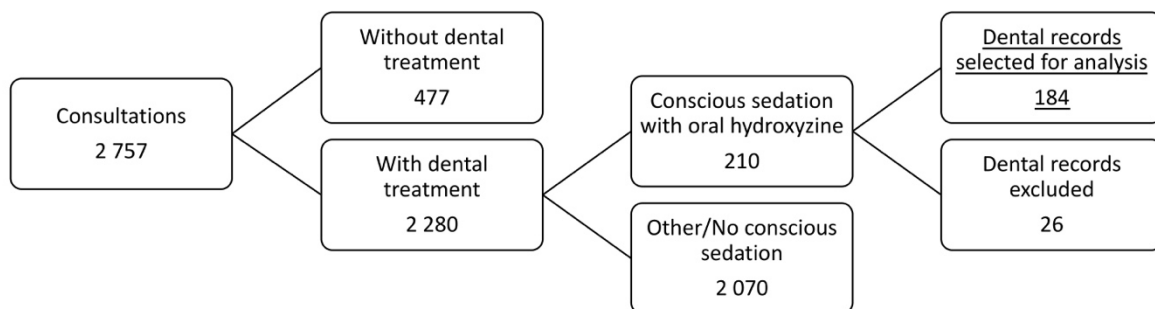 Consultations
2 757
Without dental
treatment
477
With dental
treatment
2 280
Conscious sedation
with oral hydroxyzine
210
Other/No conscious
sedation
2 070
Dental records
selected for analysis
184
Dental records
excluded
26